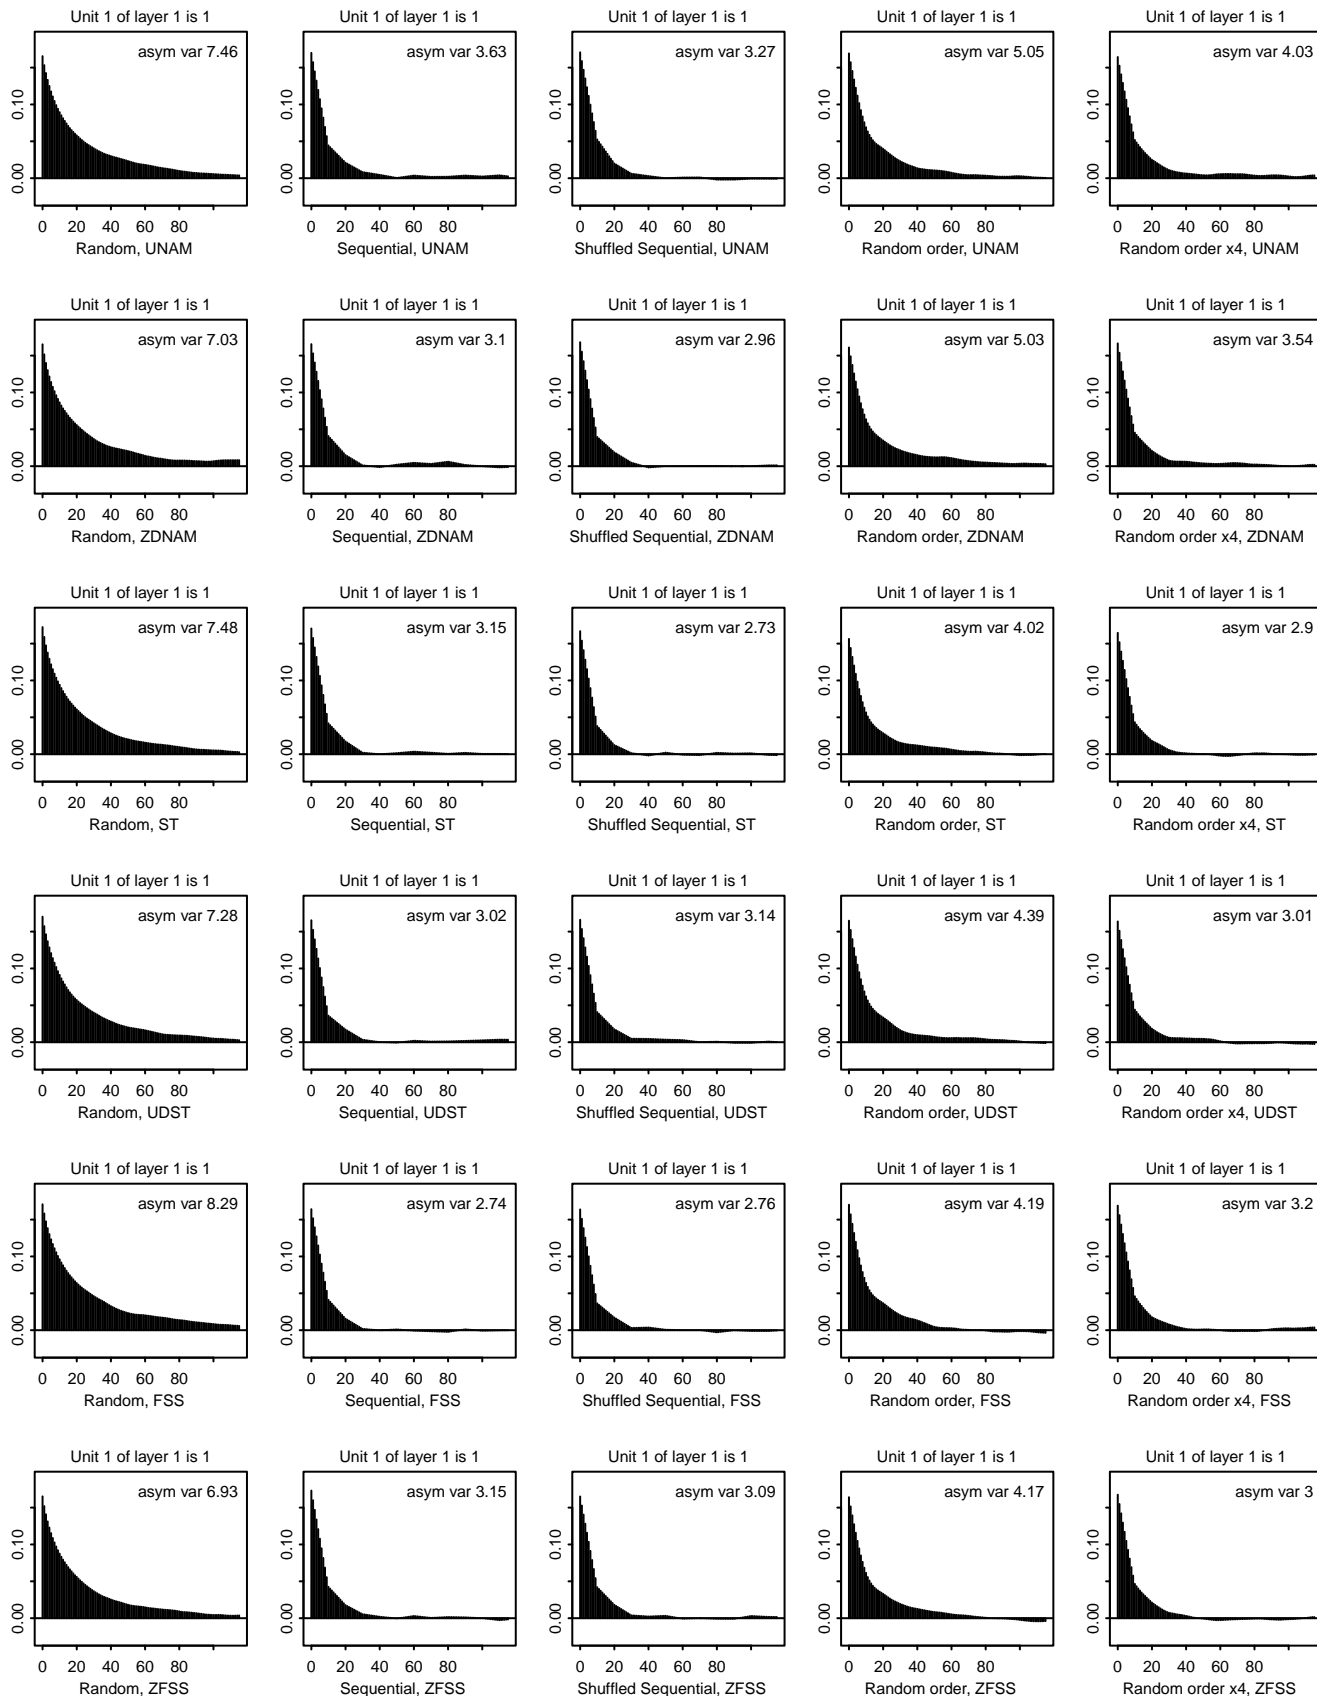 Unit 1 of layer 1 is 1
Unit 1 of layer 1 is 1
Unit 1 of layer 1 is 1
Unit 1 of layer 1 is 1
Unit 1 of layer 1 is 1
asym var 7.46
asym var 3.63
asym var 3.27
asym var 5.05
asym var 4.03
0.00 0.10
0.00 0.10
0.00 0.10
0.00 0.10
0.00 0.10
0 20 40 60 80
0 20 40 60 80
0 20 40 60 80
0 20 40 60 80
0 20 40 60 80
Random, UNAM
Sequential, UNAM
Shuffled Sequential, UNAM
Random order, UNAM
Random order x4, UNAM
Unit 1 of layer 1 is 1
Unit 1 of layer 1 is 1
Unit 1 of layer 1 is 1
Unit 1 of layer 1 is 1
Unit 1 of layer 1 is 1
asym var 7.03
asym var 3.1
asym var 2.96
asym var 5.03
asym var 3.54
0.00 0.10
0.00 0.10
0.00 0.10
0.00 0.10
0.00 0.10
0 20 40 60 80
0 20 40 60 80
0 20 40 60 80
0 20 40 60 80
0 20 40 60 80
Random, ZDNAM
Sequential, ZDNAM
Shuffled Sequential, ZDNAM
Random order, ZDNAM
Random order x4, ZDNAM
Unit 1 of layer 1 is 1
Unit 1 of layer 1 is 1
Unit 1 of layer 1 is 1
Unit 1 of layer 1 is 1
Unit 1 of layer 1 is 1
asym var 7.48
asym var 3.15
asym var 2.73
asym var 4.02
asym var 2.9
0.00 0.10
0.00 0.10
0.00 0.10
0.00 0.10
0.00 0.10
0 20 40 60 80
0 20 40 60 80
0 20 40 60 80
0 20 40 60 80
0 20 40 60 80
Random, ST
Sequential, ST
Shuffled Sequential, ST
Random order, ST
Random order x4, ST
Unit 1 of layer 1 is 1
Unit 1 of layer 1 is 1
Unit 1 of layer 1 is 1
Unit 1 of layer 1 is 1
Unit 1 of layer 1 is 1
asym var 7.28
asym var 3.02
asym var 3.14
asym var 4.39
asym var 3.01
0.00 0.10
0.00 0.10
0.00 0.10
0.00 0.10
0.00 0.10
0 20 40 60 80
0 20 40 60 80
0 20 40 60 80
0 20 40 60 80
0 20 40 60 80
Random, UDST
Sequential, UDST
Shuffled Sequential, UDST
Random order, UDST
Random order x4, UDST
Unit 1 of layer 1 is 1
Unit 1 of layer 1 is 1
Unit 1 of layer 1 is 1
Unit 1 of layer 1 is 1
Unit 1 of layer 1 is 1
asym var 8.29
asym var 2.74
asym var 2.76
asym var 4.19
asym var 3.2
0.00 0.10
0.00 0.10
0.00 0.10
0.00 0.10
0.00 0.10
0 20 40 60 80
0 20 40 60 80
0 20 40 60 80
0 20 40 60 80
0 20 40 60 80
Random, FSS
Sequential, FSS
Shuffled Sequential, FSS
Random order, FSS
Random order x4, FSS
Unit 1 of layer 1 is 1
Unit 1 of layer 1 is 1
Unit 1 of layer 1 is 1
Unit 1 of layer 1 is 1
Unit 1 of layer 1 is 1
asym var 6.93
asym var 3.15
asym var 3.09
asym var 4.17
asym var 3
0.00 0.10
0.00 0.10
0.00 0.10
0.00 0.10
0.00 0.10
0 20 40 60 80
0 20 40 60 80
0 20 40 60 80
0 20 40 60 80
0 20 40 60 80
Random, ZFSS
Sequential, ZFSS
Shuffled Sequential, ZFSS
Random order, ZFSS
Random order x4, ZFSS